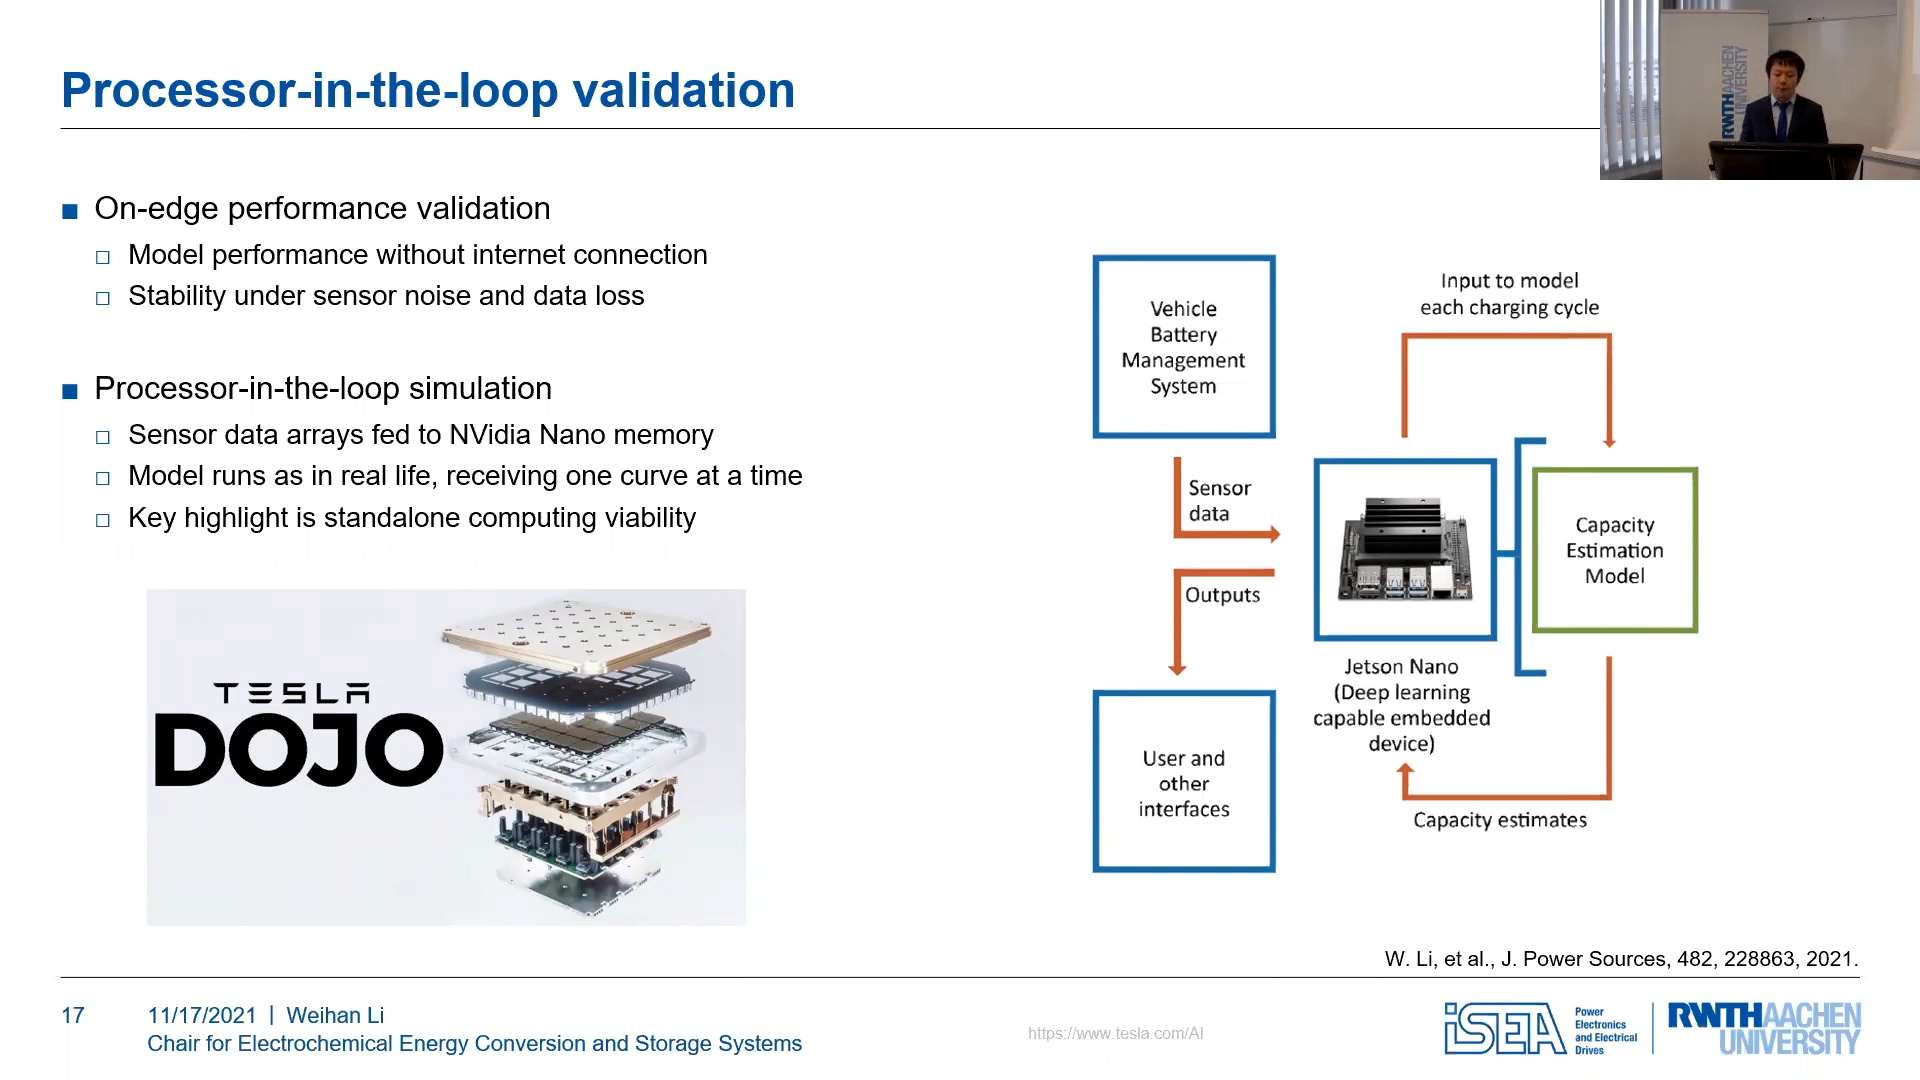 Processor-in-the-loop validation
RWTHAACHEN
UNIVERSITY
On-edge performance validation
Model performance without internet connection
Stability under sensor noise and data loss
Processor-in-the-loop simulation
Sensor data arrays fed to NVidia Nano memory
Model runs as in real life, receiving one curve at a time
Key highlight is standalone computing viability
TESLA
DOJO
Vehicle
Battery
Management
System
Input to model
each charging cycle
Sensor
data
Outputs
Capacity
Estimation
Model
Jetson Nano
(Deep learning
capable embedded
device)
User and
other
interfaces
Capacity estimates
W. Li, et al., J. Power Sources, 482, 228863, 2021.
17
11/17/2021 | Weihan Li
Chair for Electrochemical Energy Conversion and Storage Systems
https://www.tesla.com/AI
iSEA
Power
Electronics
and Electrical
Drives
RWTHAACHEN
UNIVERSITY